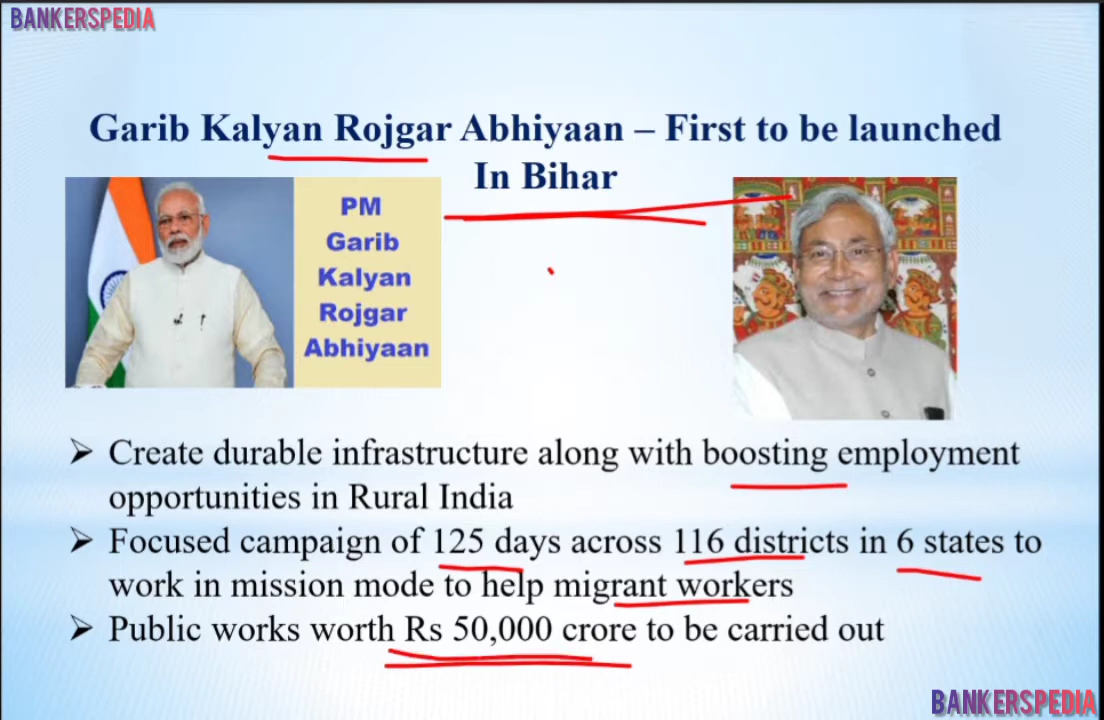 BANKERSPEDIA
Garib Kalyan Rojgar Abhiyaan – First to be launched
In Bihar
PM
Garib
Kalyan
Rojgar
Abhiyaan
➢ Create durable infrastructure along with boosting employment
opportunities in Rural India
➢ Focused campaign of 125 days across 116 districts in 6 states to
work in mission mode to help migrant workers
➢ Public works worth Rs 50,000 crore to be carried out
BANKERSPEDIA